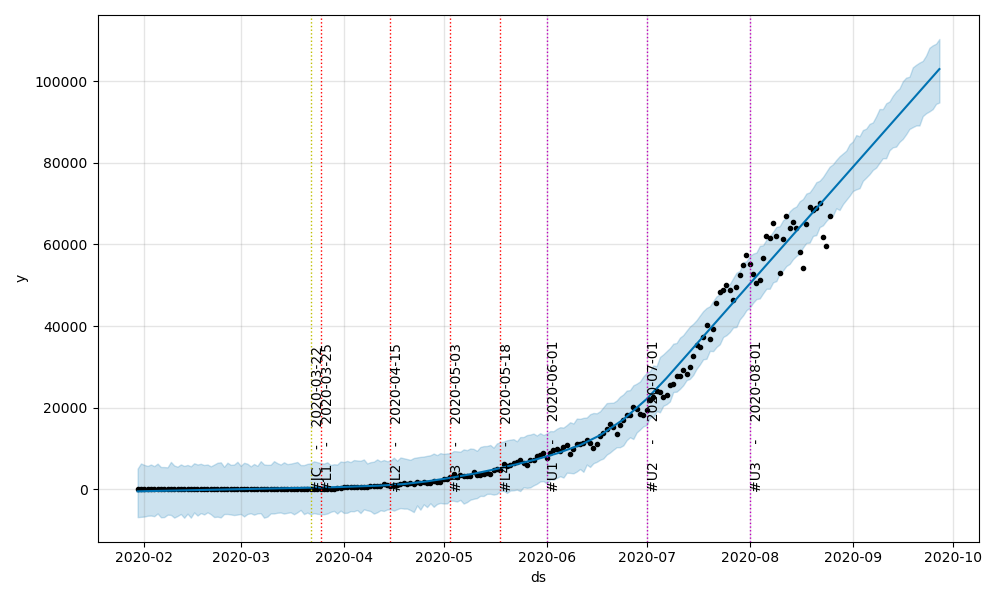 y
100000
80000
60000
40000
20000
0
#JC - 2020-03-22
#L1 - 2020-03-25
#L2 - 2020-04-15
#L3 - 2020-05-03
#L4 - 2020-05-18
#U1 - 2020-06-01
#U2 - 2020-07-01
#U3 - 2020-08-01
2020-02 2020-03 2020-04 2020-05 2020-06 2020-07 2020-08 2020-09 2020-10
ds